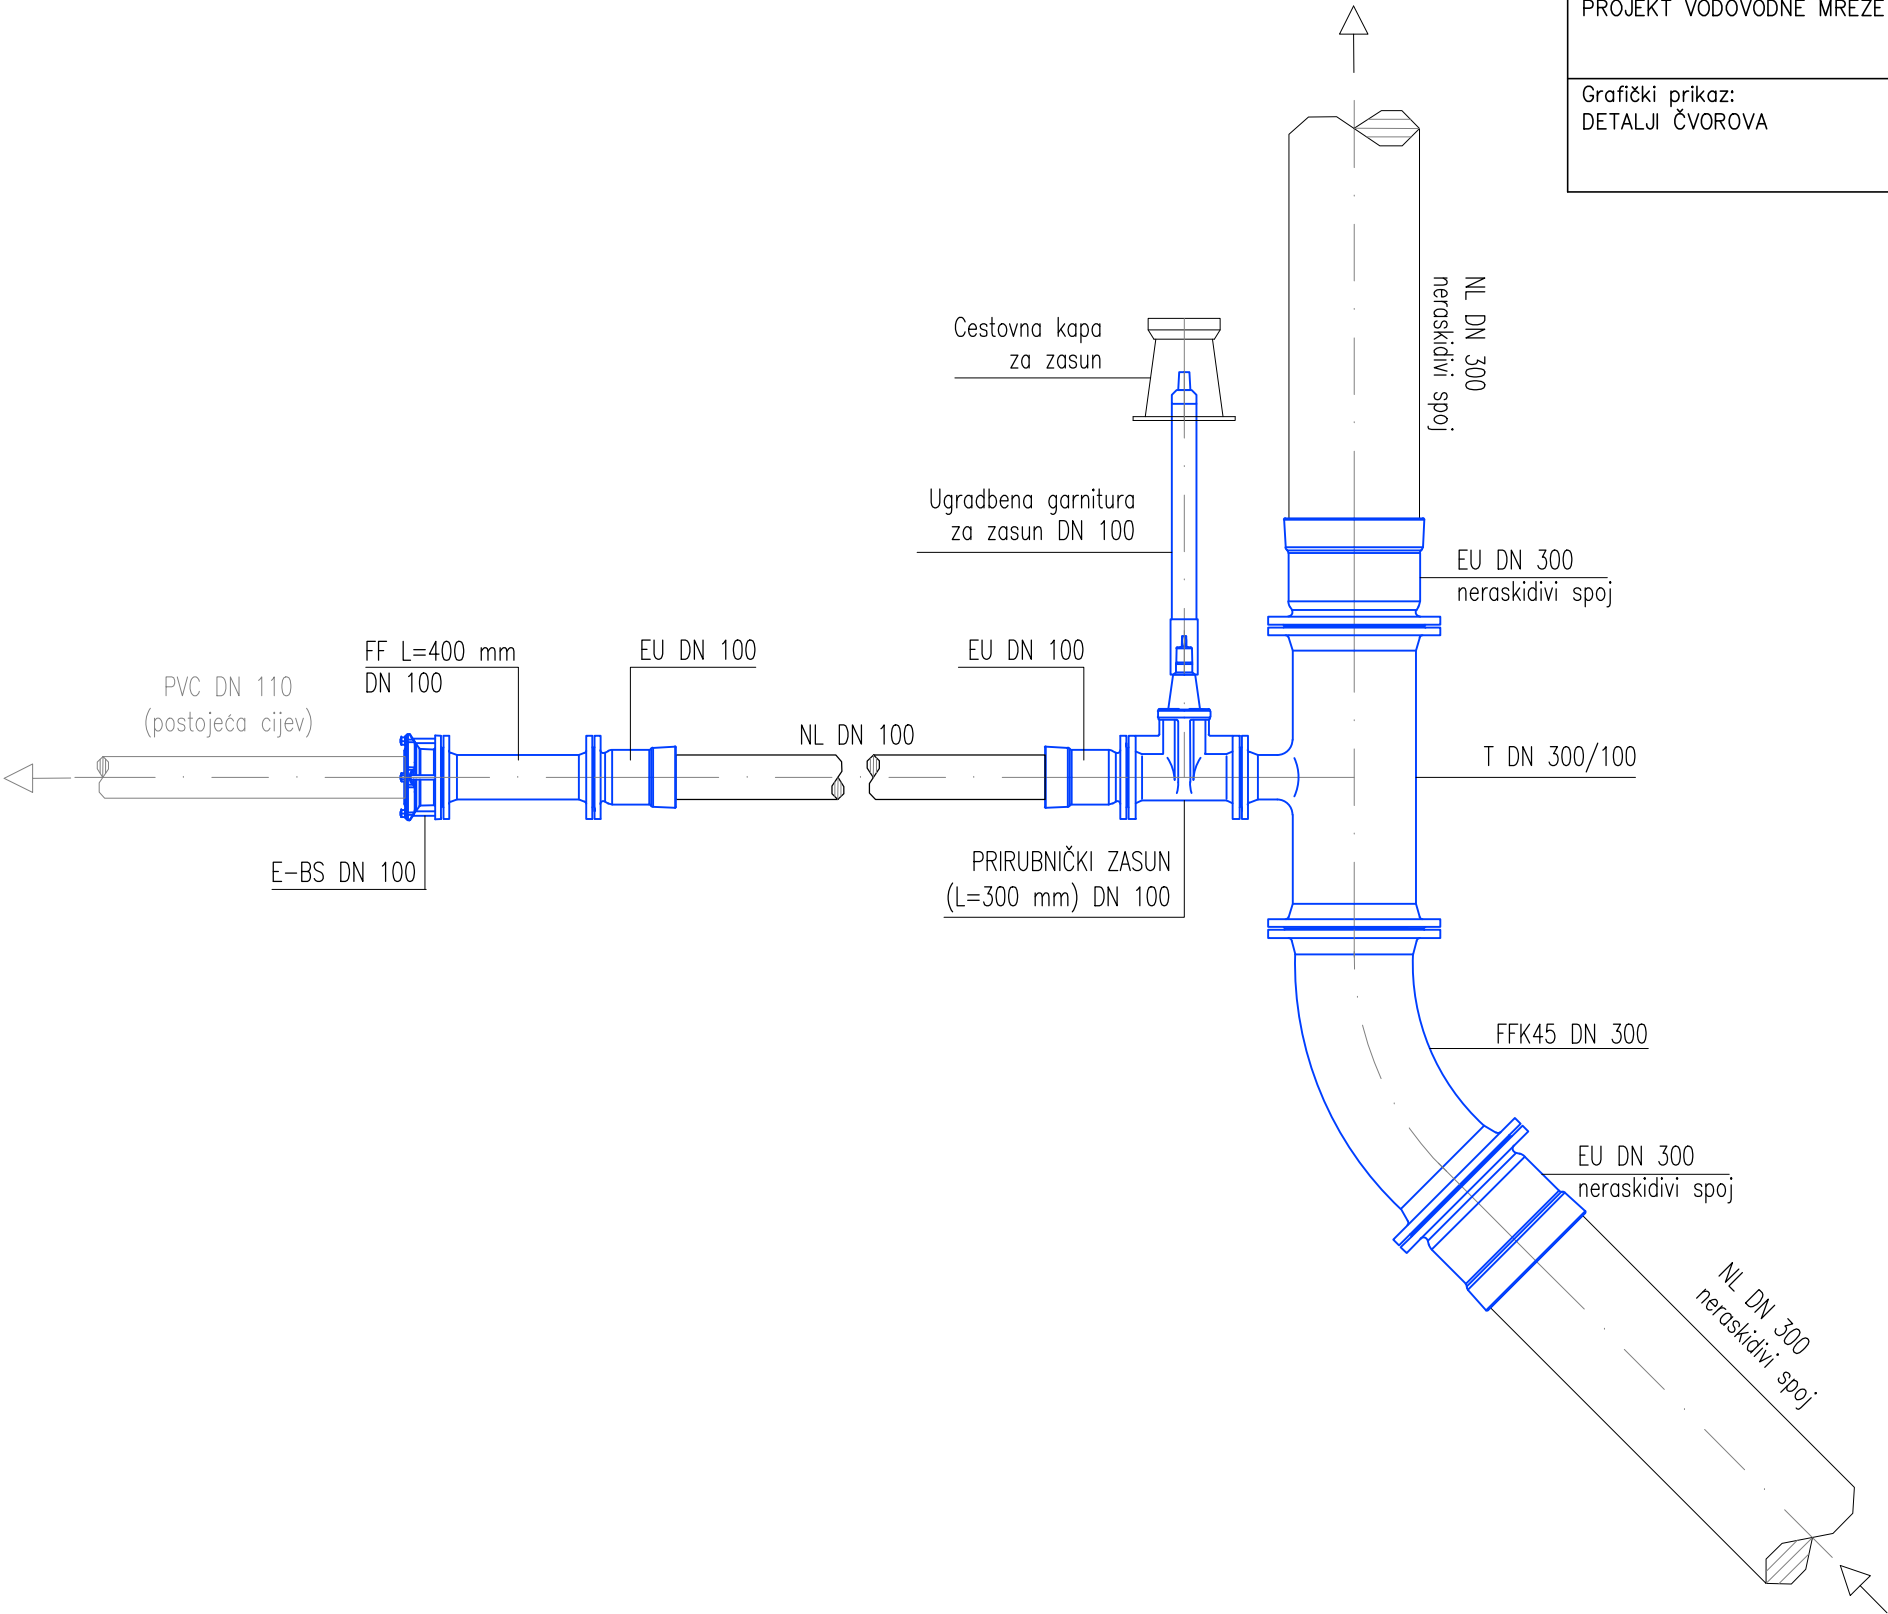 PROJEKT VODOVODNE MREŽE
Grafički prikaz:
DETALJI ČVOROVA
NL DN 300
neraskidivi spoj
Cestovna kapa
za zasun
Ugradbena garnitura
za zasun DN 100
EU DN 300
neraskidivi spoj
FF L=400 mm
DN 100
EU DN 100
EU DN 100
PVC DN 110
(postojeća cijev)
NL DN 100
T DN 300/100
E-BS DN 100
PRIRUBNIČKI ZASUN
(L=300 mm) DN 100
FFK45 DN 300
EU DN 300
neraskidivi spoj
NL DN 300
neraskidivi spoj